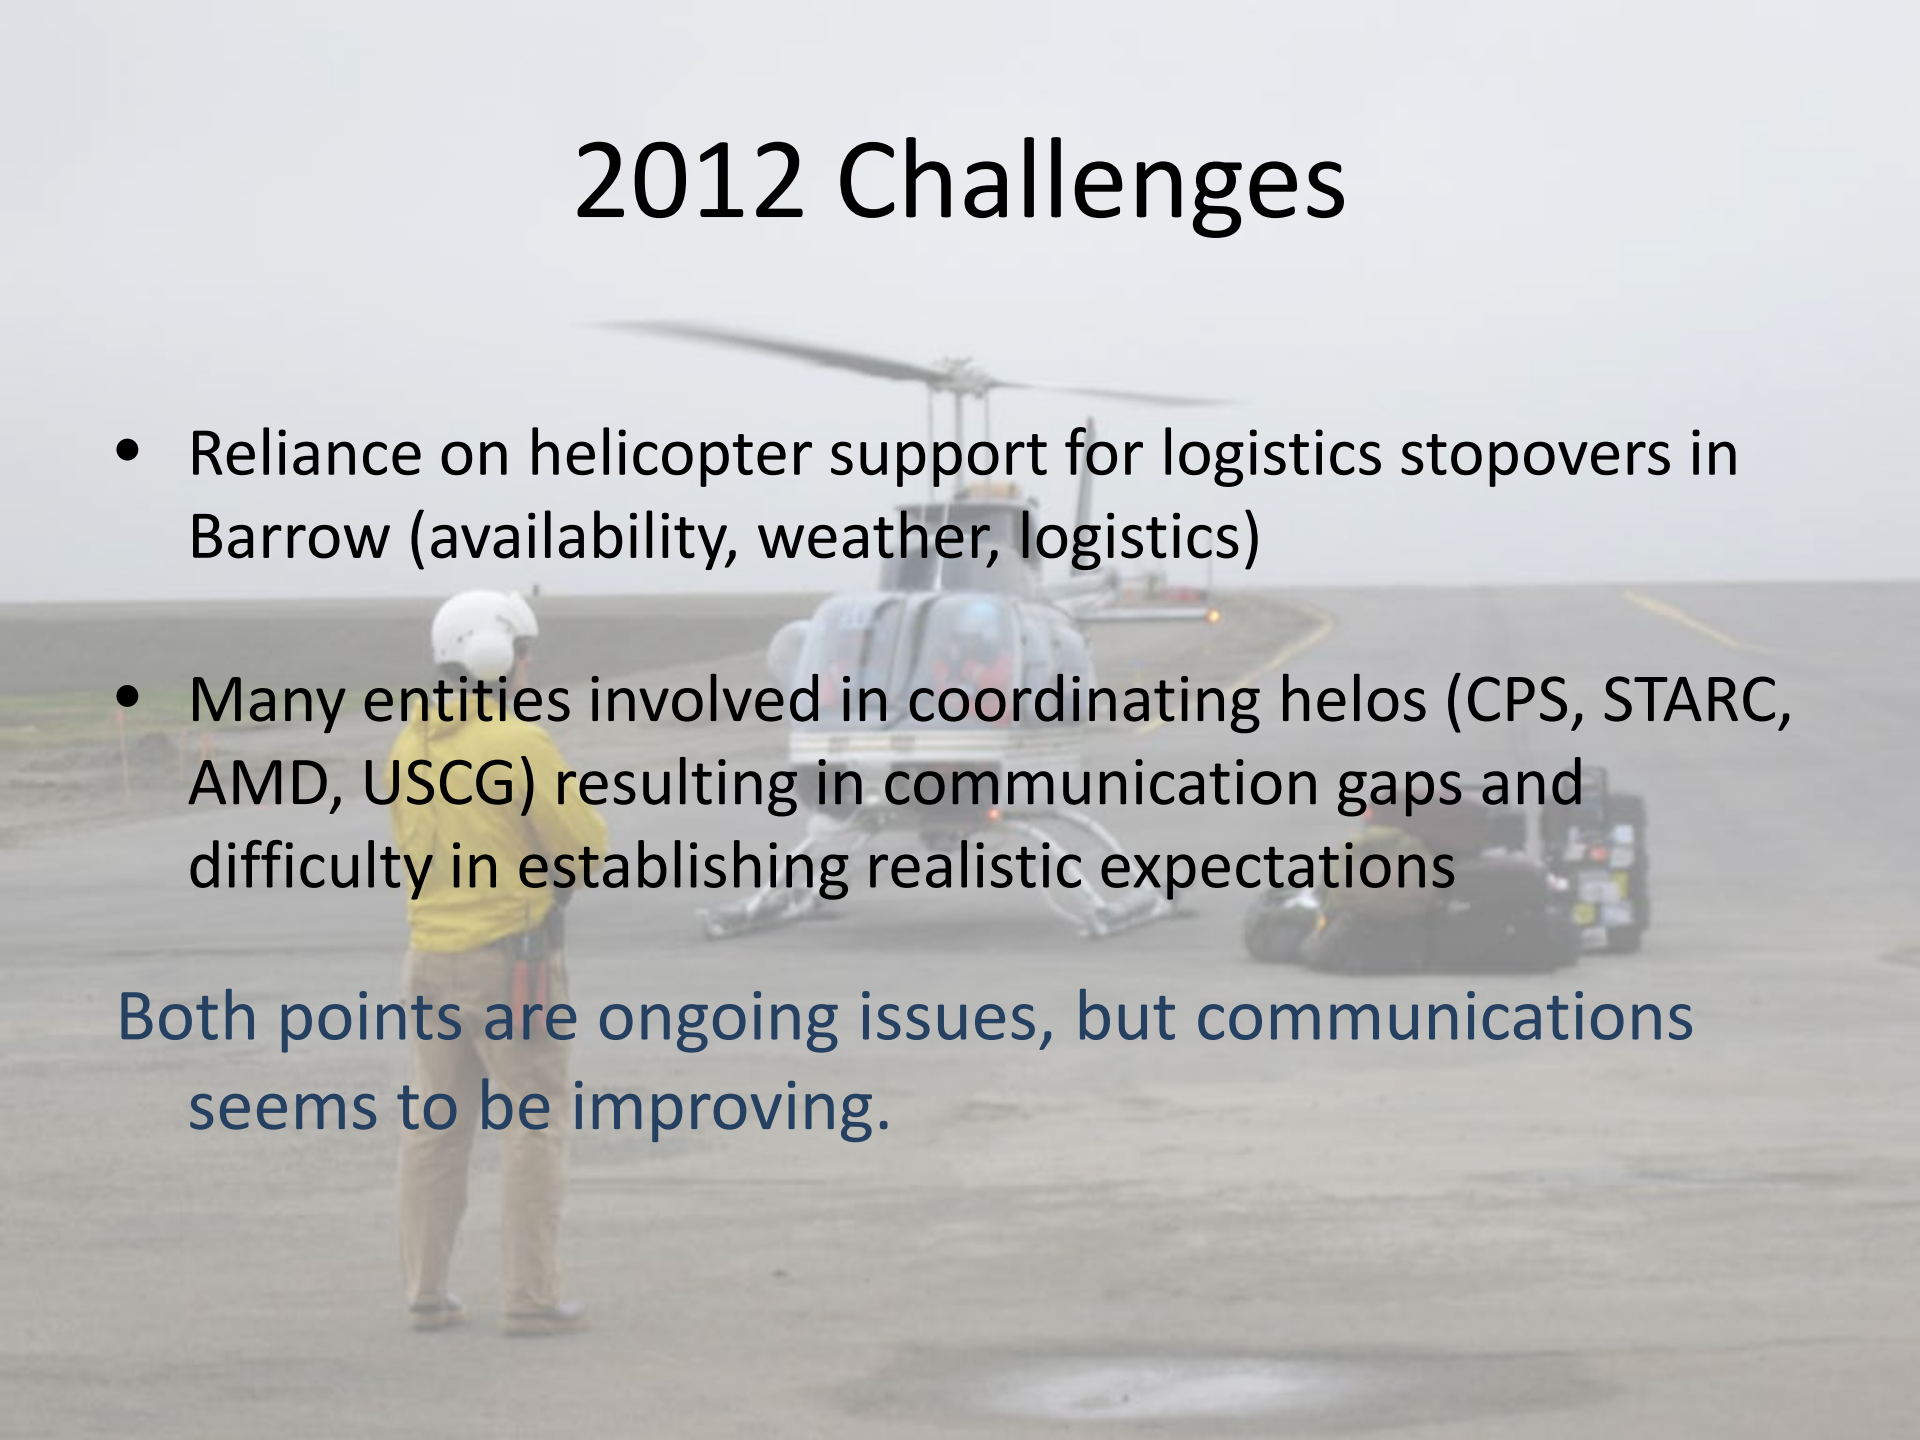 2012 Challenges
• Reliance on helicopter support for logistics stopovers in
Barrow (availability, weather, logistics)
• Many entities involved in coordinating helos (CPS, STARC,
AMD, USCG) resulting in communication gaps and
difficulty in establishing realistic expectations
Both points are ongoing issues, but communications
seems to be improving.